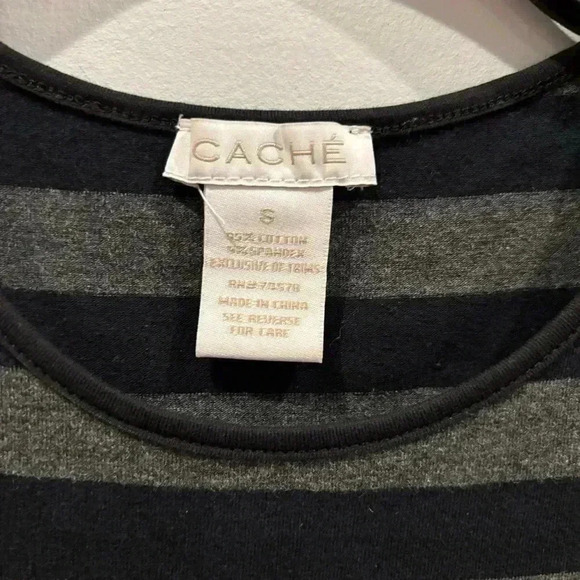 CACHÉ
S
95% COTTON
5% SPANDEX
EXCLUSIVE OF TRIMS
RN# 74578
MADE IN CHINA
SEE REVERSE
FOR CARE